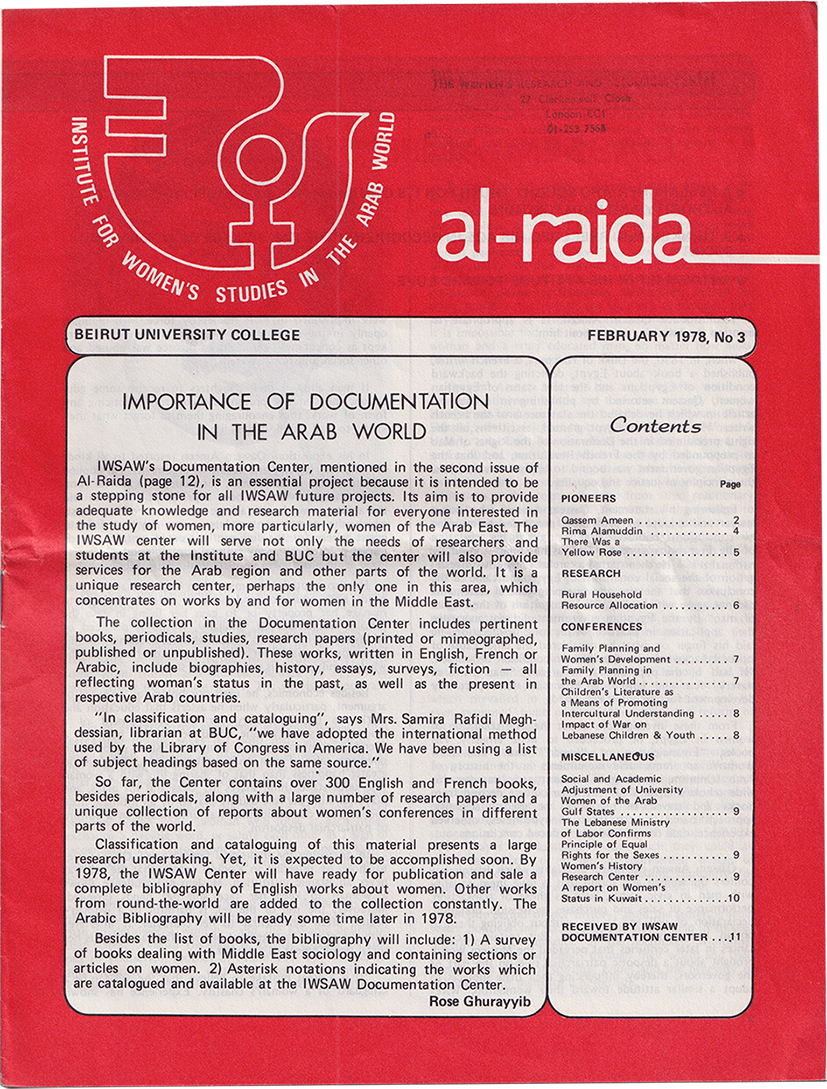 THE WOMEN'S RESEARCH AND RESOURCES CENTRE
27 Clerkenwell Close
London EC1
01-253 7568
INSTITUTE FOR WOMEN'S STUDIES IN THE ARAB WORLD
al-raida
BEIRUT UNIVERSITY COLLEGE
FEBRUARY 1978, No 3
IMPORTANCE OF DOCUMENTATION
IN THE ARAB WORLD
IWSAW's Documentation Center, mentioned in the second issue of
Al-Raida (page 12), is an essential project because it is intended to be
a stepping stone for all IWSAW future projects. Its aim is to provide
adequate knowledge and research material for everyone interested in
the study of women, more particularly, women of the Arab East. The
IWSAW center will serve not only the needs of researchers and
students at the Institute and BUC but the center will also provide
services for the Arab region and other parts of the world. It is a
unique research center, perhaps the only one in this area, which
concentrates on works by and for women in the Middle East.
The collection in the Documentation Center includes pertinent
books, periodicals, studies, research papers (printed or mimeographed,
published or unpublished). These works, written in English, French or
Arabic, include biographies, history, essays, surveys, fiction — all
reflecting woman's status in the past, as well as the present in
respective Arab countries.
"In classification and cataloguing", says Mrs. Samira Rafidi Megh-
dessian, librarian at BUC, "we have adopted the international method
used by the Library of Congress in America. We have been using a list
of subject headings based on the same source."
So far, the Center contains over 300 English and French books,
besides periodicals, along with a large number of research papers and a
unique collection of reports about women's conferences in different
parts of the world.
Classification and cataloguing of this material presents a large
research undertaking. Yet, it is expected to be accomplished soon. By
1978, the IWSAW Center will have ready for publication and sale a
complete bibliography of English works about women. Other works
from round-the-world are added to the collection constantly. The
Arabic Bibliography will be ready some time later in 1978.
Besides the list of books, the bibliography will include: 1) A survey
of books dealing with Middle East sociology and containing sections or
articles on women. 2) Asterisk notations indicating the works which
are catalogued and available at the IWSAW Documentation Center.
Rose Ghurayyib
Contents
Page
PIONEERS
Qassem Ameen . . . . . . . . . . . . . 2
Rima Alamuddin . . . . . . . . . . . . 4
There Was a
Yellow Rose . . . . . . . . . . . . . . . 5
RESEARCH
Rural Household
Resource Allocation . . . . . . . . . . . 6
CONFERENCES
Family Planning and
Women's Development . . . . . . . . . 7
Family Planning in
the Arab World . . . . . . . . . . . . . . 7
Children's Literature as
a Means of Promoting
Intercultural Understanding . . . . . 8
Impact of War on
Lebanese Children & Youth . . . . . 8
MISCELLANEOUS
Social and Academic
Adjustment of University
Women of the Arab
Gulf States . . . . . . . . . . . . . . . . 9
The Lebanese Ministry
of Labor Confirms
Principle of Equal
Rights for the Sexes . . . . . . . . . . . 9
Women's History
Research Center . . . . . . . . . . . . . 9
A report on Women's
Status in Kuwait . . . . . . . . . . . . . .10
RECEIVED BY IWSAW
DOCUMENTATION CENTER . . . .11